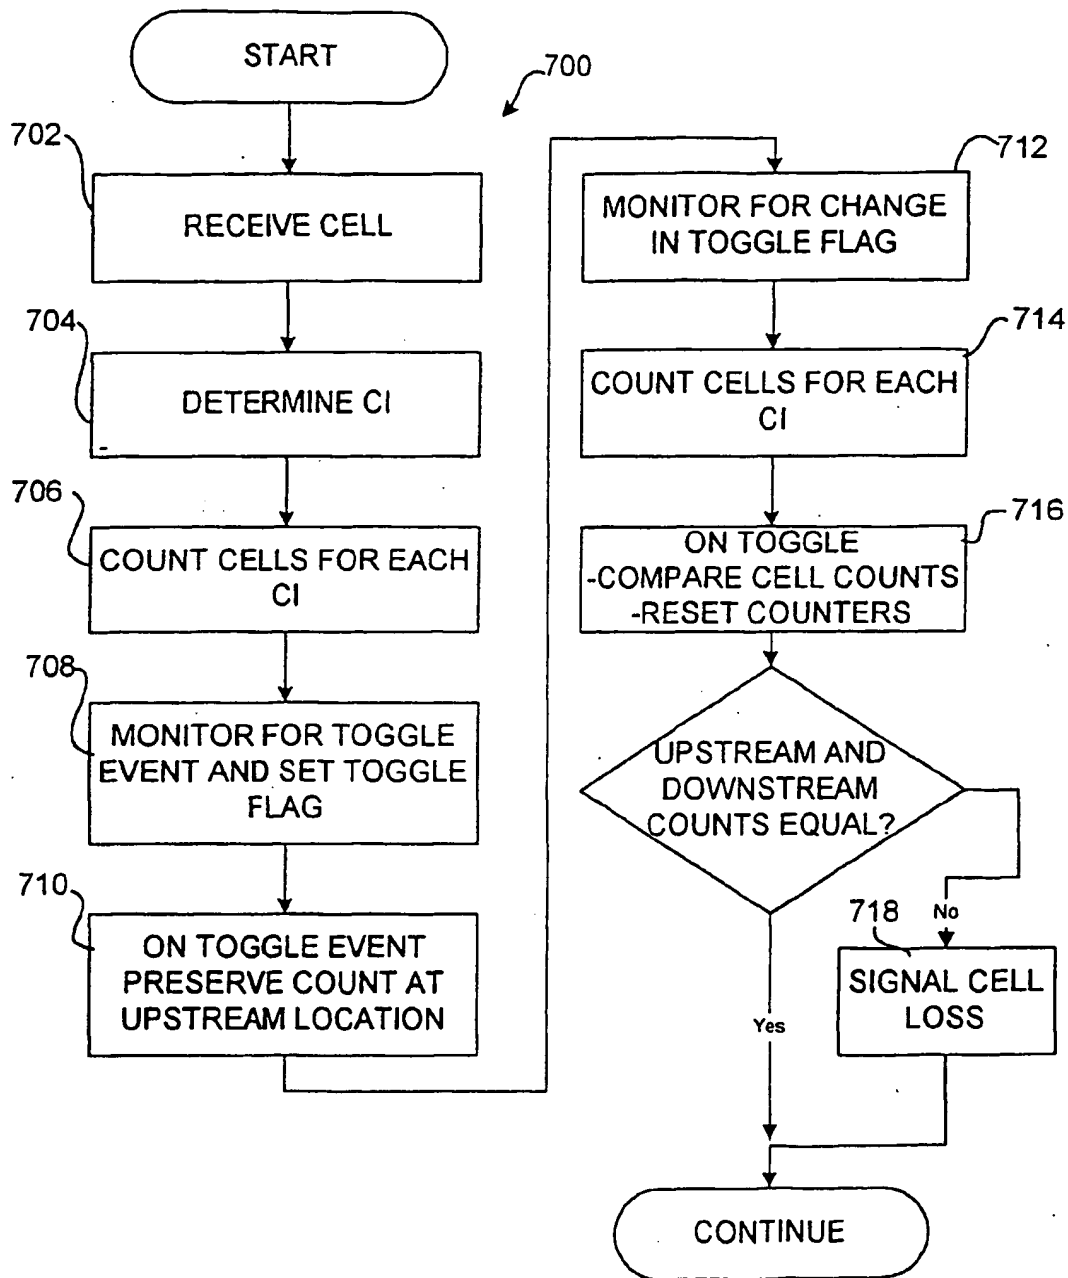 START
700
702
RECEIVE CELL
704
DETERMINE CI
706
COUNT CELLS FOR EACH
CI
708
MONITOR FOR TOGGLE
EVENT AND SET TOGGLE
FLAG
710
ON TOGGLE EVENT
PRESERVE COUNT AT
UPSTREAM LOCATION
712
MONITOR FOR CHANGE
IN TOGGLE FLAG
714
COUNT CELLS FOR EACH
CI
716
ON TOGGLE
-COMPARE CELL COUNTS
-RESET COUNTERS
UPSTREAM AND
DOWNSTREAM
COUNTS EQUAL?
718
No
SIGNAL CELL
LOSS
Yes
CONTINUE